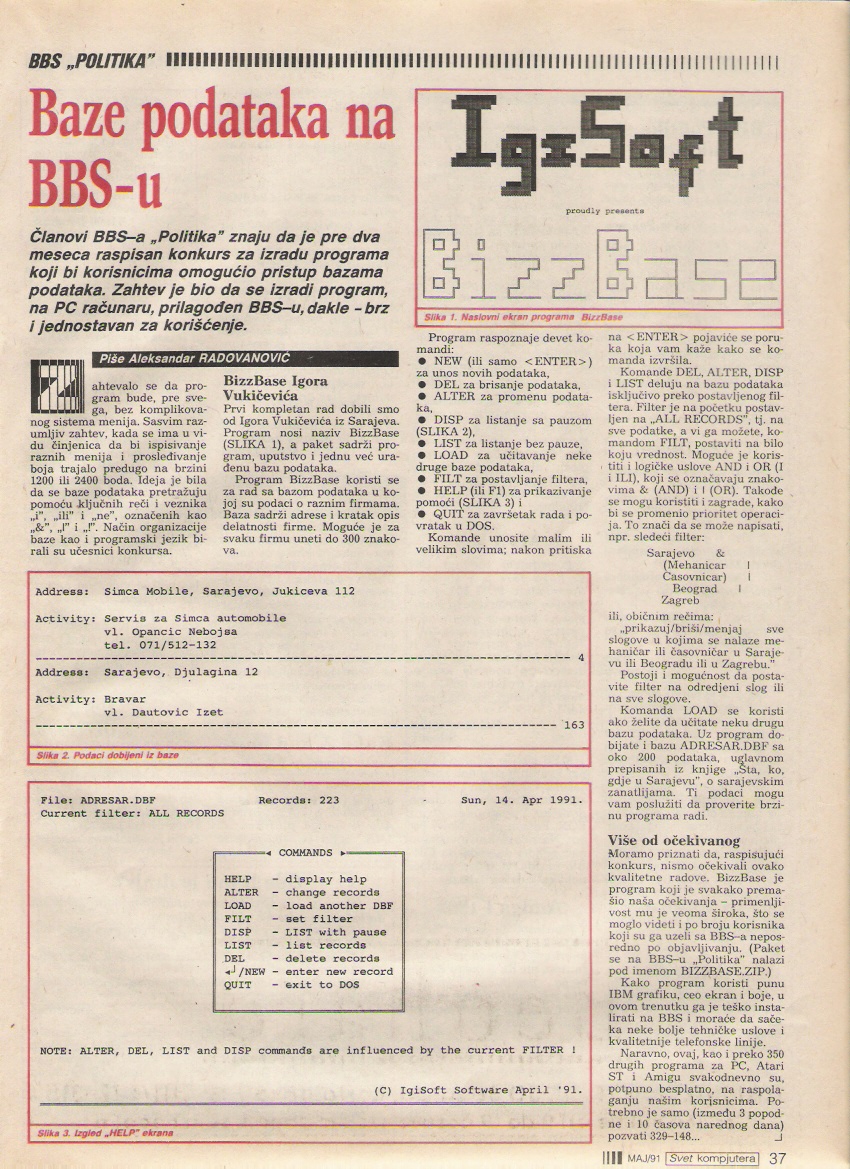 BBS „POLITIKA”
Baze podataka na
BBS-u
Članovi BBS–a „Politika” znaju da je pre dva
meseca raspisan konkurs za izradu programa
koji bi korisnicima omogućio pristup bazama
podataka. Zahtev je bio da se izradi program,
na PC računaru, prilagođen BBS–u, dakle – brz
i jednostavan za korišćenje.
IgzSoft
proudly presents
BizzBase
Slika 1. Naslovni ekran programa BizzBase
Piše Aleksandar RADOVANOVIĆ
Z
ahtevalo se da pro-
gram bude, pre sve-
ga, bez komplikova-
nog sistema menija. Sasvim raz-
umljiv zahtev, kada se ima u vi-
du činjenica da bi ispisivanje
raznih menija i prosleđivanje
boja trajalo predugo na brzini
1200 ili 2400 boda. Ideja je bila
da se baze podataka pretražuju
pomoću ključnih reči i veznika
„i”, „ili” i „ne”, označenih kao
„&”, „|” i „!”. Način organizacije
baze kao i programski jezik bi-
rali su učesnici konkursa.
BizzBase Igora
Vukičevića
Prvi kompletan rad dobili smo
od Igora Vukičevića iz Sarajeva.
Program nosi naziv BizzBase
(SLIKA 1), a paket sadrži pro-
gram, uputstvo i jednu već ura-
đenu bazu podataka.
Program BizzBase koristi se
za rad sa bazom podataka u ko-
joj su podaci o raznim firmama.
Baza sadrži adrese i kratak opis
delatnosti firme. Moguće je za
svaku firmu uneti do 300 znako-
va.
Program raspoznaje devet ko-
mandi:
● NEW (ili samo <ENTER>)
za unos novih podataka,
● DEL za brisanje podataka,
● ALTER za promenu podata-
ka,
● DISP za listanje sa pauzom
(SLIKA 2),
● LIST za listanje bez pauze,
● LOAD za učitavanje neke
druge baze podataka,
● FILT za postavljanje filtera,
● HELP (ili F1) za prikazivanje
pomoći (SLIKA 3) i
● QUIT za završetak rada i po-
vratak u DOS.
Komande unosite malim ili
velikim slovima; nakon pritiska
na <ENTER> pojaviće se poru-
ka koja vam kaže kako se ko-
manda izvršila.
Komande DEL, ALTER, DISP
i LIST deluju na bazu podataka
isključivo preko postavljenog fil-
tera. Filter je na početku postav-
ljen na „ALL RECORDS”, tj. na
sve podatke, a vi ga možete, ko-
mandom FILT, postaviti na bilo
koju vrednost. Moguće je koris-
titi i logičke uslove AND i OR (I
i ILI), koji se označavaju znako-
vima & (AND) i | (OR). Takođe
se mogu koristiti i zagrade, kako
bi se promenio prioritet operaci-
ja. To znači da se može napisati,
npr. sledeći filter:
Sarajevo &
(Mehanicar |
Casovnicar) |
Beograd |
Zagreb
ili, običnim rečima:
„prikazuj/briši/menjaj sve
slogove u kojima se nalaze me-
haničar ili časovničar u Saraje-
vu ili Beogradu ili u Zagrebu.”
Postoji i mogućnost da posta-
vite filter na odredjeni slog ili
na sve slogove.
Komanda LOAD se koristi
ako želite da učitate neku drugu
bazu podataka. Uz program do-
bijate i bazu ADRESAR.DBF sa
oko 200 podataka, uglavnom
prepisanih iz knjige „Šta, ko,
gdje u Sarajevu”, o sarajevskim
zanatlijama. Ti podaci mogu
vam poslužiti da proverite brzi-
nu programa radi.
Više od očekivanog
Moramo priznati da, raspisujući
konkurs, nismo očekivali ovako
kvalitetne radove. BizzBase je
program koji je svakako prema-
šio naša očekivanja – primenlji-
vost mu je veoma široka, što se
moglo videti i po broju korisnika
koji su ga uzeli sa BBS–a nepos-
redno po objavljivanju. (Paket
se na BBS–u „Politika” nalazi
pod imenom BIZZBASE.ZIP.)
Kako program koristi punu
IBM grafiku, ceo ekran i boje, u
ovom trenutku ga je teško insta-
lirati na BBS i moraće da sače-
ka neke bolje tehničke uslove i
kvalitetnije telefonske linije.
Naravno, ovaj, kao i preko 350
drugih programa za PC, Atari
ST i Amigu svakodnevno su,
potpuno besplatno, na raspola-
ganju našim korisnicima. Po-
trebno je samo (između 3 popod-
ne i 10 časova narednog dana)
pozvati 329–148...
Address: Simca Mobile, Sarajevo, Jukiceva 112
Activity: Servis za Simca automobile
vl. Opancic Nebojsa
tel. 071/512-132
4
Address: Sarajevo, Djulagina 12
Activity: Bravar
vl. Dautovic Izet
163
Slika 2. Podaci dobijeni iz baze
File: ADRESAR.DBF Records: 223 Sun, 14. Apr 1991.
Current filter: ALL RECORDS
◄ COMMANDS ►
HELP - display help
ALTER - change records
LOAD - load another DBF
FILT - set filter
DISP - LIST with pause
LIST - list records
DEL - delete records
◄┘/NEW - enter new record
QUIT - exit to DOS
NOTE: ALTER, DEL, LIST and DISP commands are influenced by the current FILTER !
(C) IgiSoft Software April '91.
Slika 3. Izgled „HELP” ekrana
MAJ/91 Svet kompjutera 37